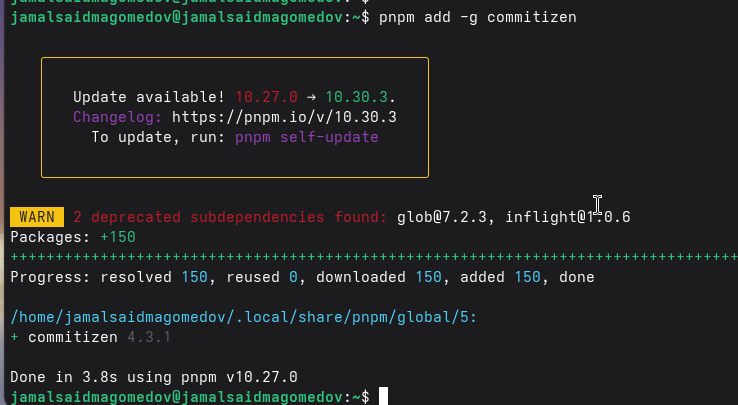 jamalsaidmagomedov@jamalsaidmagomedov:~$ pnpm add -g commitizen
Update available! 10.27.0 → 10.30.3.
Changelog: https://pnpm.io/v/10.30.3
To update, run: pnpm self-update
WARN 2 deprecated subdependencies found: glob@7.2.3, inflight@1.0.6
Packages: +150
++++++++++++++++++++++++++++++++++++++++++++++++++++++++++++++++++++++++++++++++
Progress: resolved 150, reused 0, downloaded 150, added 150, done
/home/jamalsaidmagomedov/.local/share/pnpm/global/5:
+ commitizen 4.3.1
Done in 3.8s using pnpm v10.27.0
jamalsaidmagomedov@jamalsaidmagomedov:~$